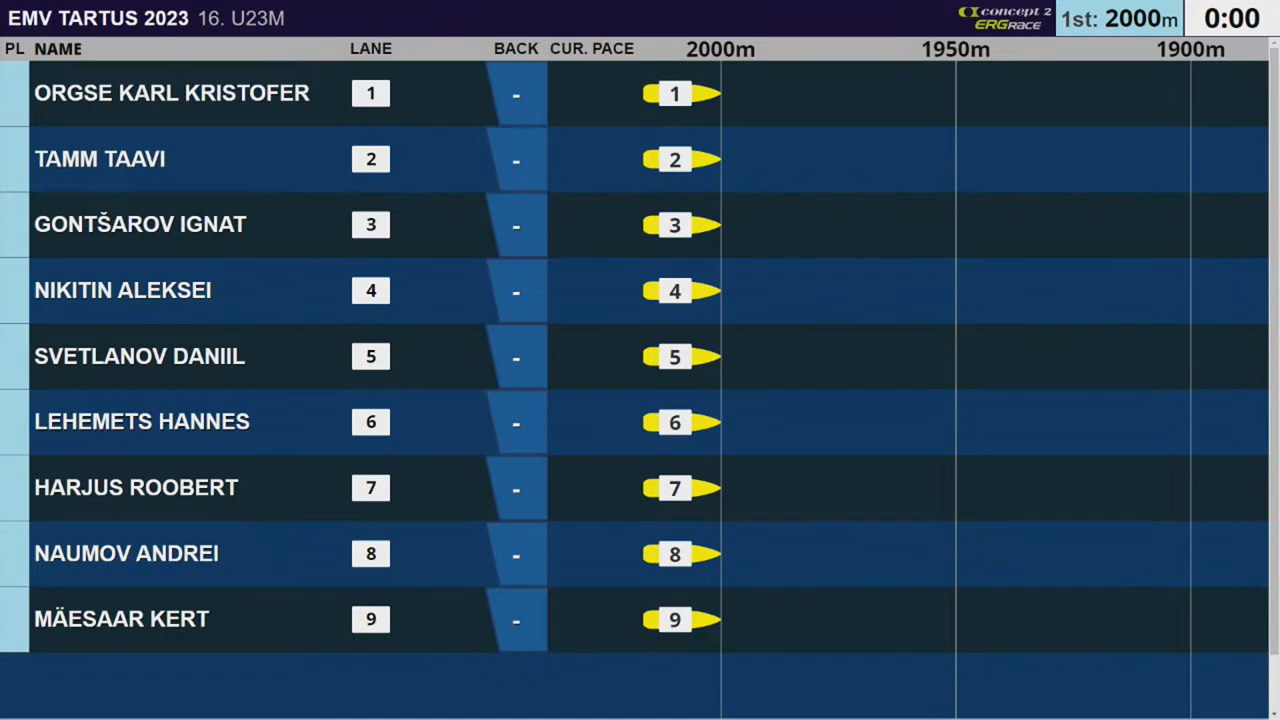 EMV TARTUS 2023 16. U23M
concept 2
ERGRACE
1st: 2000m
0:00
PL NAME LANE BACK CUR. PACE 2000m 1950m 1900m
ORGSE KARL KRISTOFER 1 - 1
TAMM TAAVI 2 - 2
GONTŠAROV IGNAT 3 - 3
NIKITIN ALEKSEI 4 - 4
SVETLANOV DANIIL 5 - 5
LEHEMETS HANNES 6 - 6
HARJUS ROOBERT 7 - 7
NAUMOV ANDREI 8 - 8
MÄESAAR KERT 9 - 9